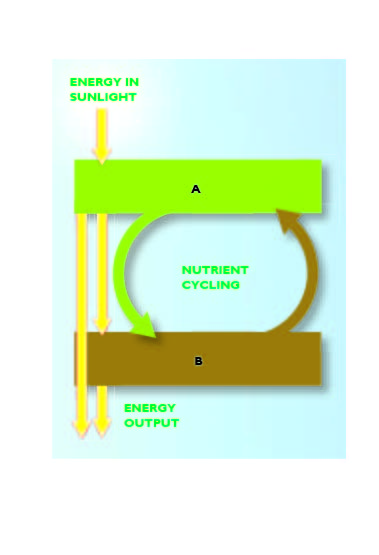 ENERGY IN
SUNLIGHT
A
NUTRIENT
CYCLING
B
ENERGY
OUTPUT